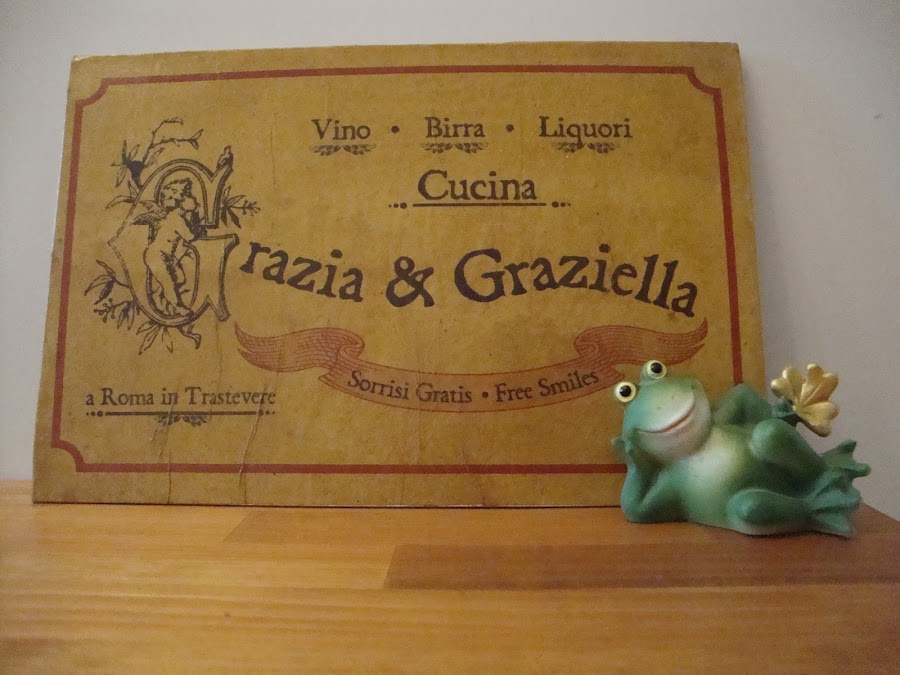 Vino • Birra • Liquori
Cucina
Grazia & Graziella
Sorrisi Gratis • Free Smiles
a Roma in Trastevere